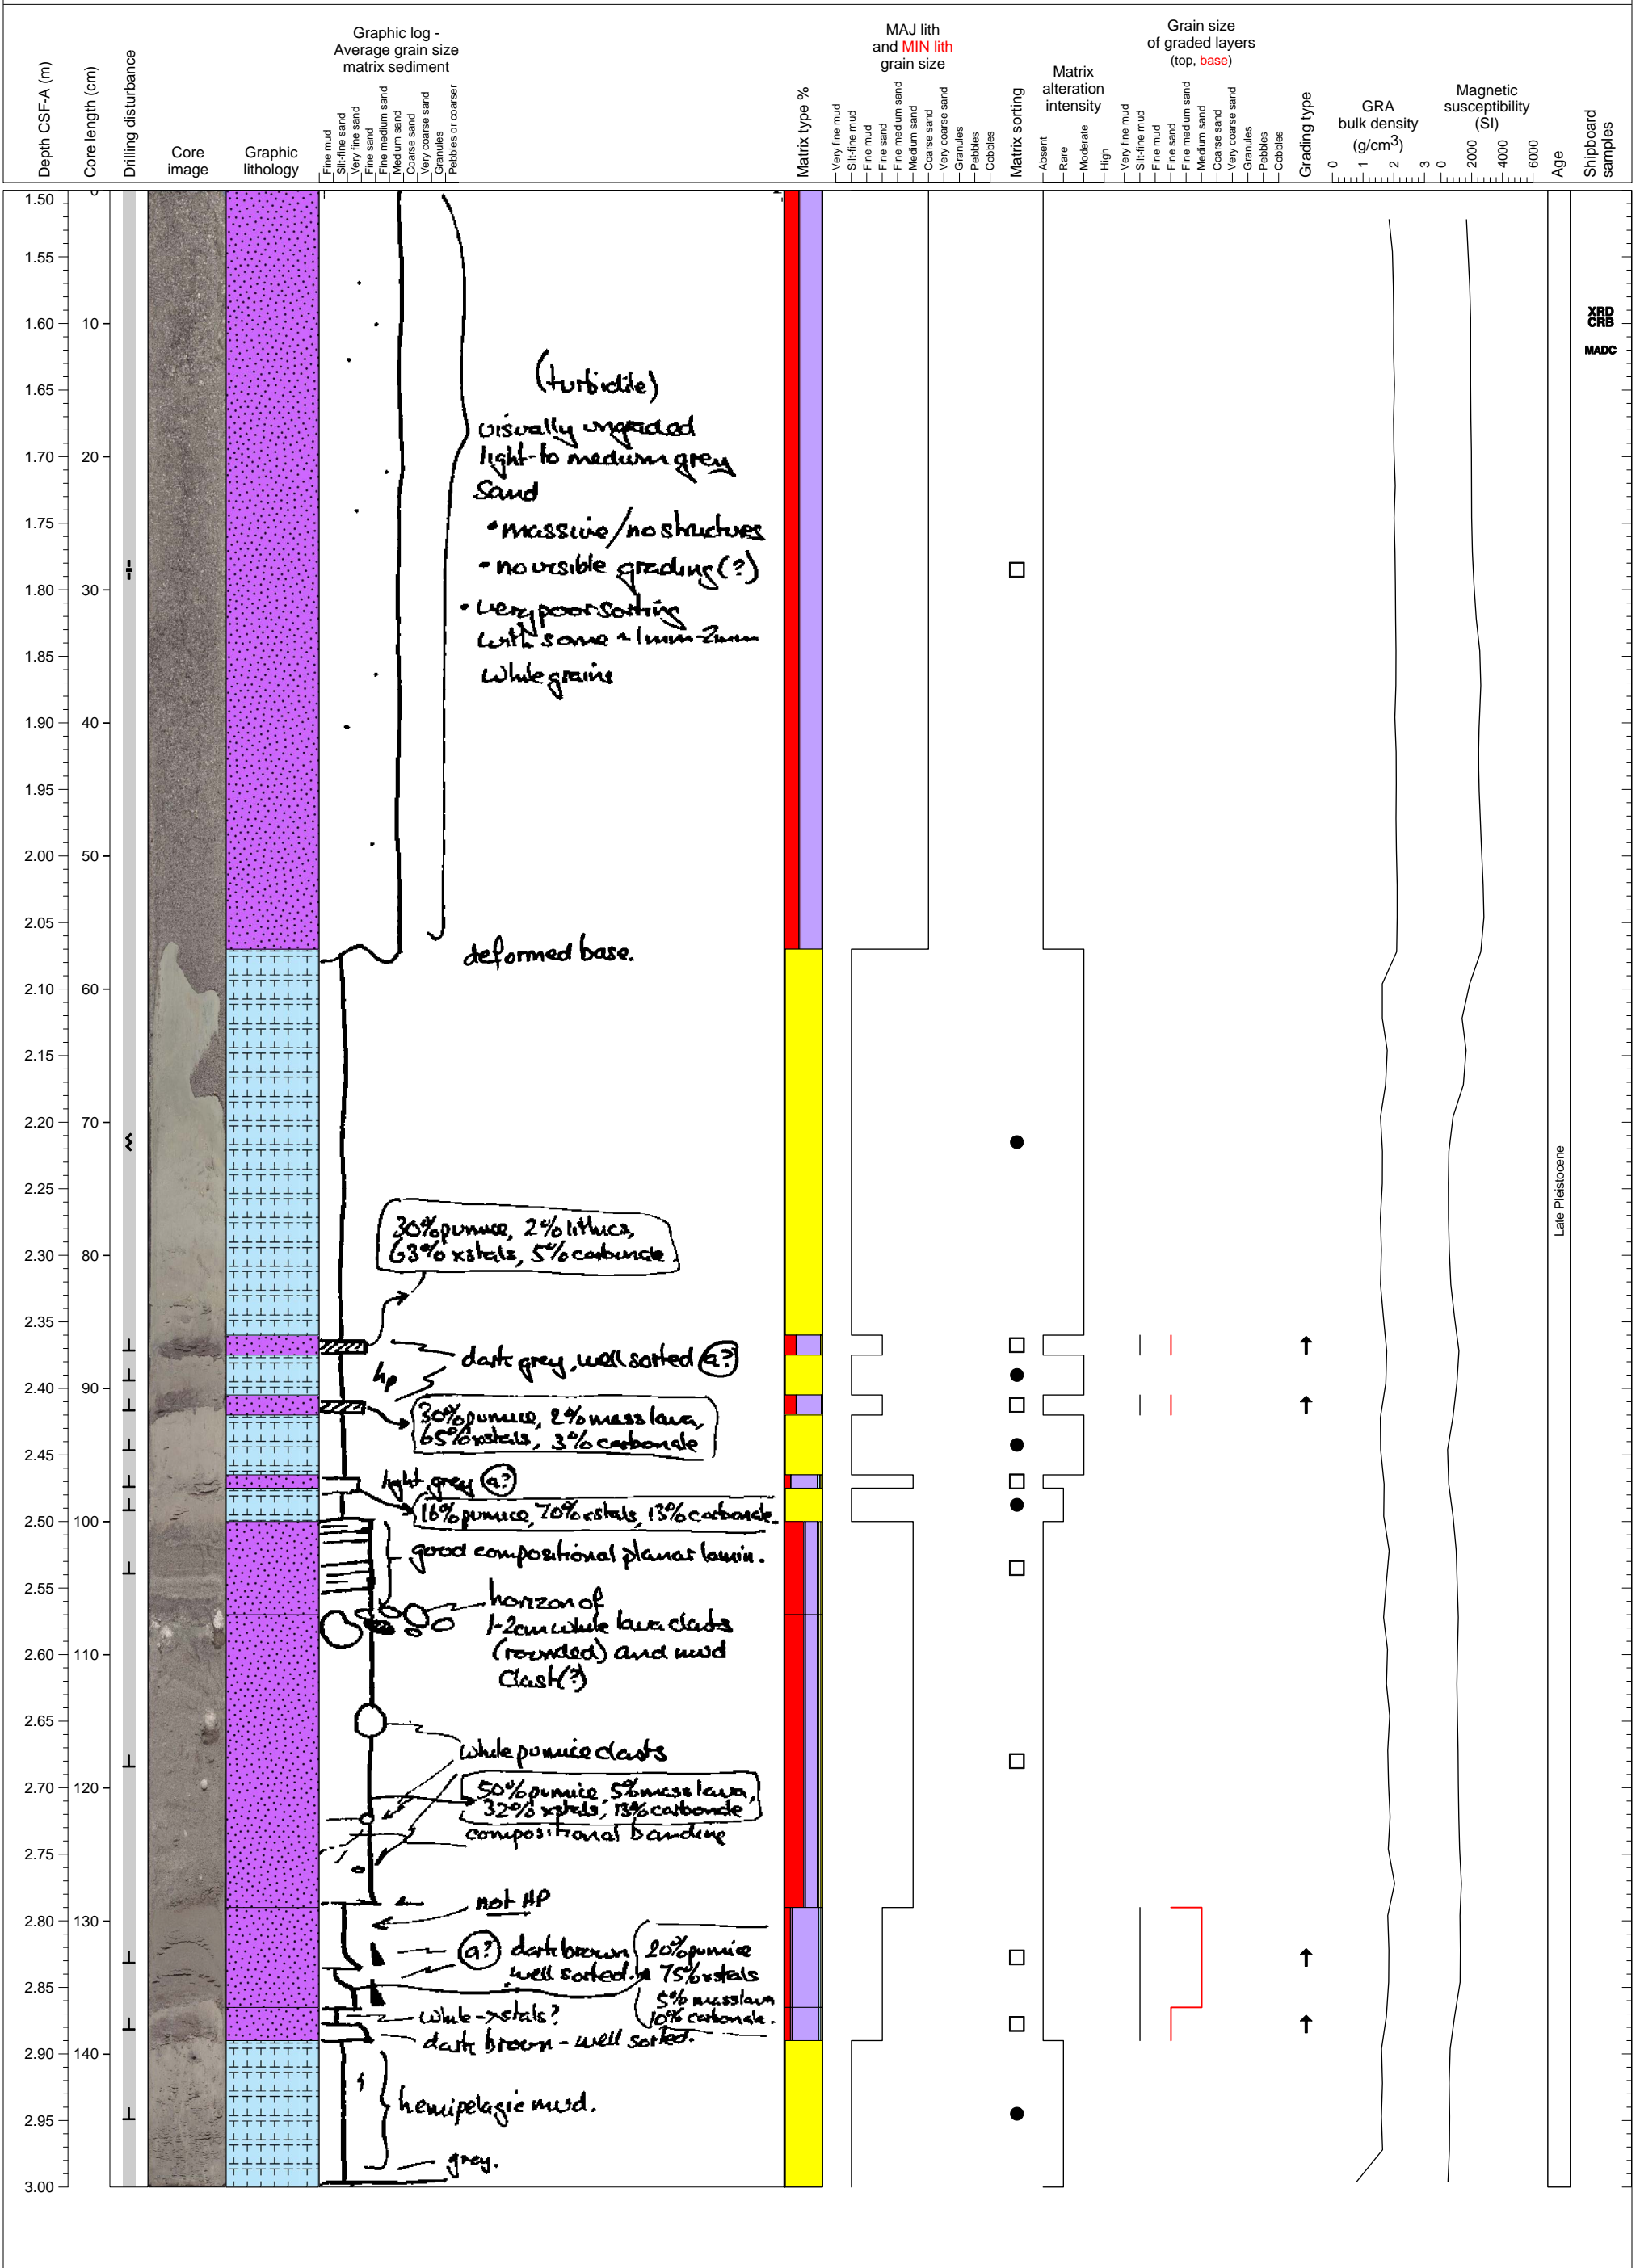 Depth CSF-A (m)
Core length (cm)
Drilling disturbance
Core
image
Graphic
lithology
Graphic log -
Average grain size
matrix sediment
Fine mud
Silt-fine sand
Very fine sand
Fine sand
Fine medium sand
Medium sand
Coarse sand
Very coarse sand
Granules
Pebbles or coarser
Matrix type %
MAJ lith
and MIN lith
grain size
Very fine mud
Silt-fine mud
Fine mud
Fine sand
Fine medium sand
Medium sand
Coarse sand
Very coarse sand
Granules
Pebbles
Cobbles
Matrix sorting
Matrix
alteration
intensity
Absent
Rare
Moderate
High
Grain size
of graded layers
(top, base)
Very fine mud
Silt-fine mud
Fine mud
Fine sand
Fine medium sand
Medium sand
Coarse sand
Very coarse sand
Granules
Pebbles
Cobbles
Grading type
GRA
bulk density
(g/cm3)
0 1 2 3
Magnetic
susceptibility
(SI)
0 2000 4000 6000
Age
Shipboard
samples
1.50 0
1.55
1.60 10
1.65
1.70 20
1.75
1.80 30
1.85
1.90 40
1.95
2.00 50
2.05
2.10 60
2.15
2.20 70
2.25
2.30 80
2.35
2.40 90
2.45
2.50 100
2.55
2.60 110
2.65
2.70 120
2.75
2.80 130
2.85
2.90 140
2.95
3.00
XRD
CRB
MADC
Late Pleistocene
(turbidite)
visually ungraded
light-to medium grey
Sand
• massive/no structures
- no visible grading(?)
• very poor sorting
with some ~1mm-2mm
white grains
deformed base.
30% pumice, 2% lithics,
63% xstals, 5% carbonate
dark grey, well sorted (a?)
hp
30% pumice, 2% mass lava,
65% xstals, 3% carbonate
light grey (a?)
16% pumice, 70% xstals, 13% carbonate.
good compositional planar lamin.
horizon of
1-2cm white lava clasts
(rounded) and mud
Clast(?)
white pumice clasts
50% pumice, 5% mass lava,
32% xstals, 13% carbonate
compositional banding
not HP
(a?) dark brown
well sorted.
20% pumice
75% xstals
5% mass lava
10% carbonate.
white-xstals?
dark brown - well sorted.
hemipelagic mud.
grey.